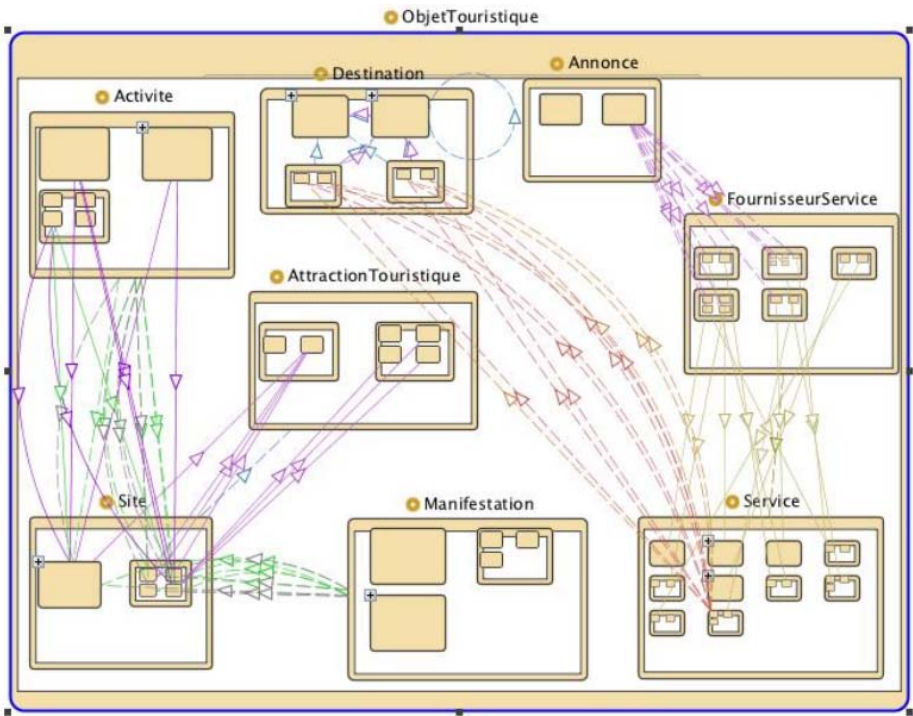 ObjetTouristique
Destination
Annonce
Activite
FournisseurService
AttractionTouristique
Site
Manifestation
Service